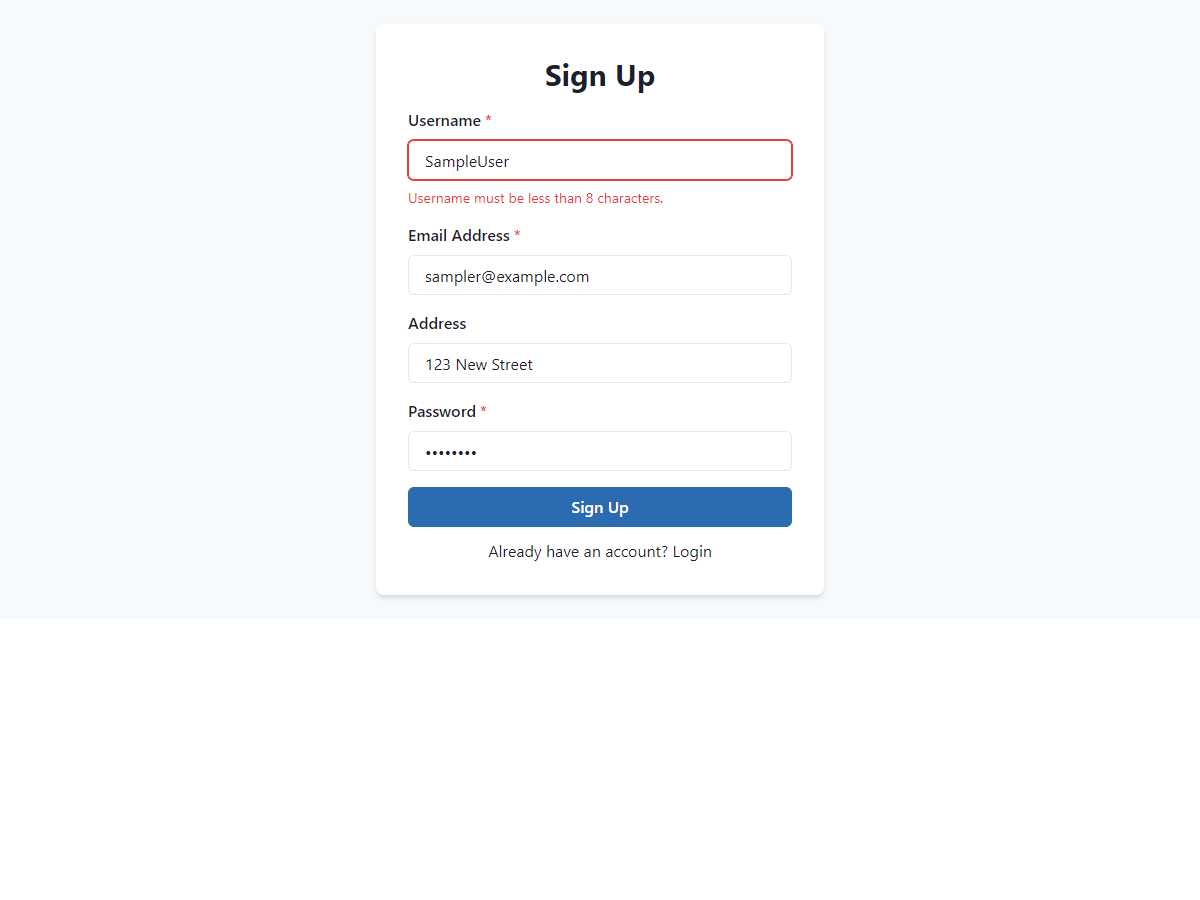 Sign Up
Username *
SampleUser
Username must be less than 8 characters.
Email Address *
sampler@example.com
Address
123 New Street
Password *
••••••••
Sign Up
Already have an account? Login